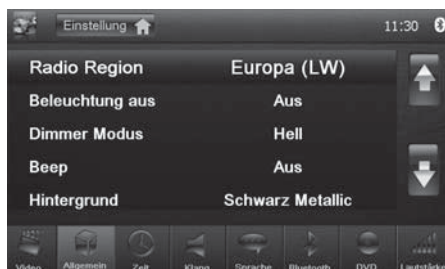 Einstellung 11:30
Radio Region Europa (LW)
Beleuchtung aus Aus
Dimmer Modus Hell
Beep Aus
Hintergrund Schwarz Metallic
Video Allgemein Zeit Klang Sprache Bluetooth DVD Lautstärke